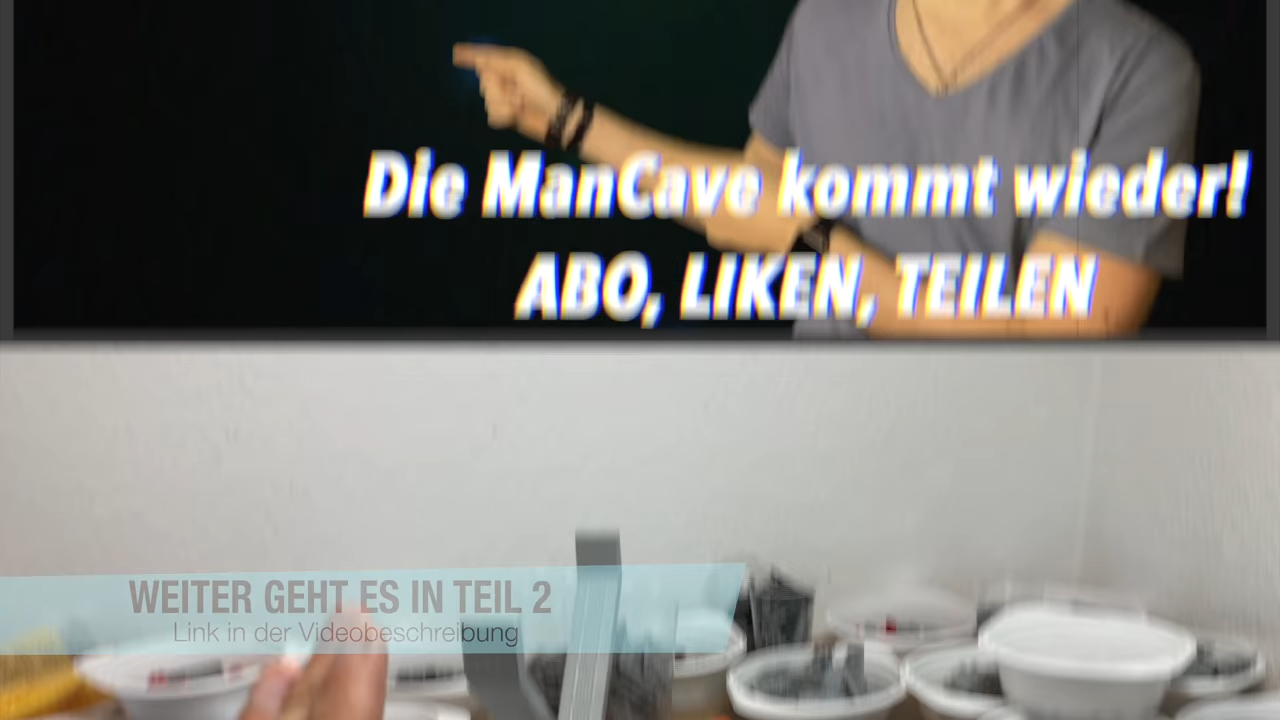 Die ManCave kommt wieder!
ABO, LIKEN, TEILEN
WEITER GEHT ES IN TEIL 2
Link in der Videobeschreibung